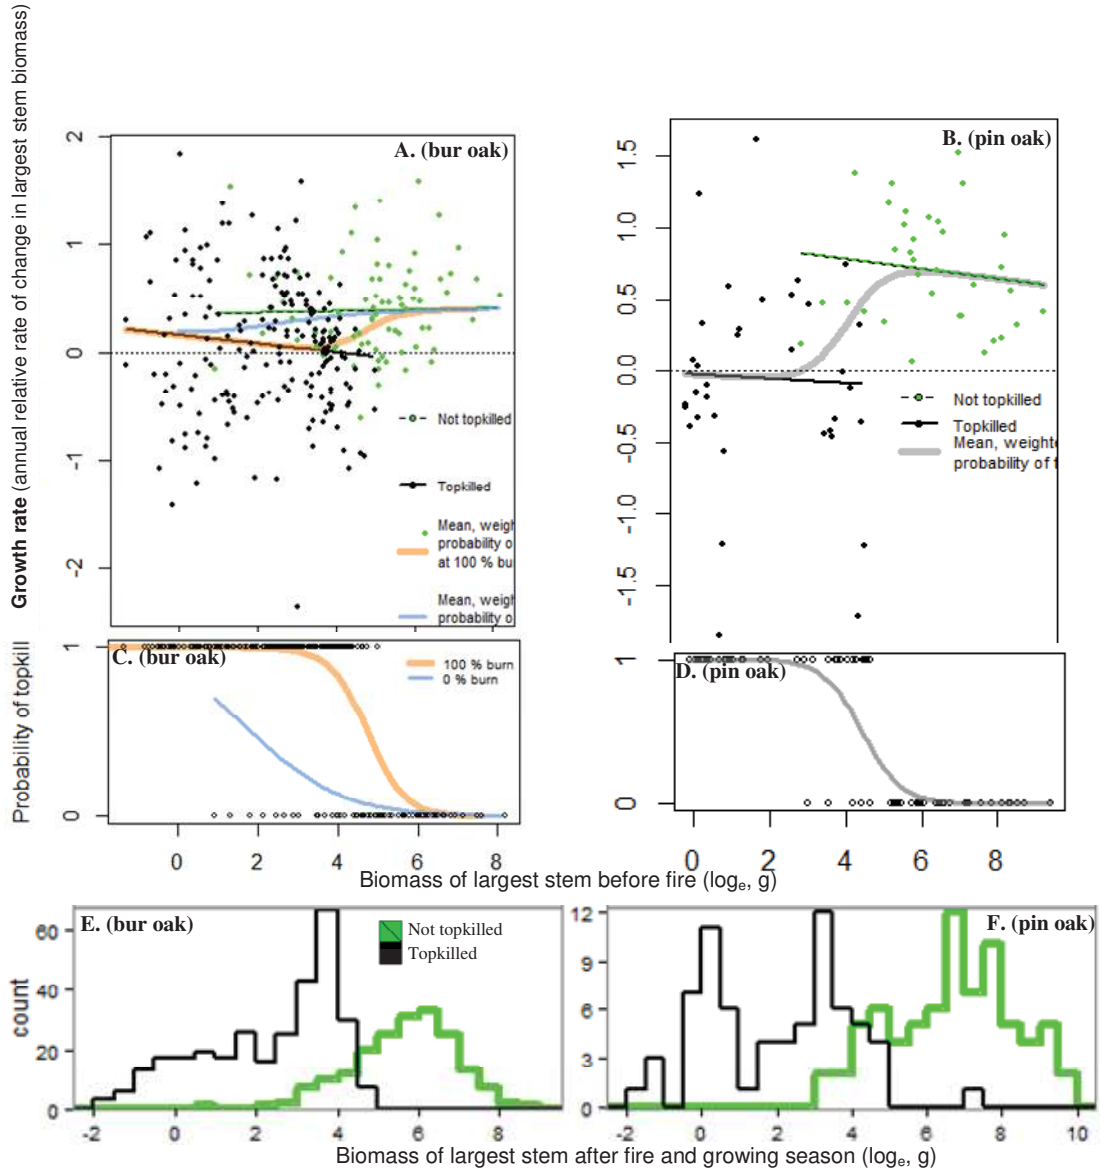 Growth rate (annual relative rate of change in largest stem biomass)
A. (bur oak)
2
1
0
-1
-2
Not topkilled
Topkilled
Mean, weigh
probability o
at 100 % bu
Mean, weigh
probability o
0
2
4
6
8
B. (pin oak)
1.5
1.0
0.5
0.0
-0.5
-1.0
-1.5
Not topkilled
Topkilled
Mean, weighte
probability of t
Probability of topkill
C. (bur oak)
1
0
100 % burn
0 % burn
0 2 4 6 8
D. (pin oak)
1
0
0 2 4 6 8
Biomass of largest stem before fire (logₑ, g)
E. (bur oak)
count
60
40
20
0
Not topkilled
Topkilled
-2 0 2 4 6 8
F. (pin oak)
12
9
6
3
0
-2 0 2 4 6 8 10
Biomass of largest stem after fire and growing season (logₑ, g)